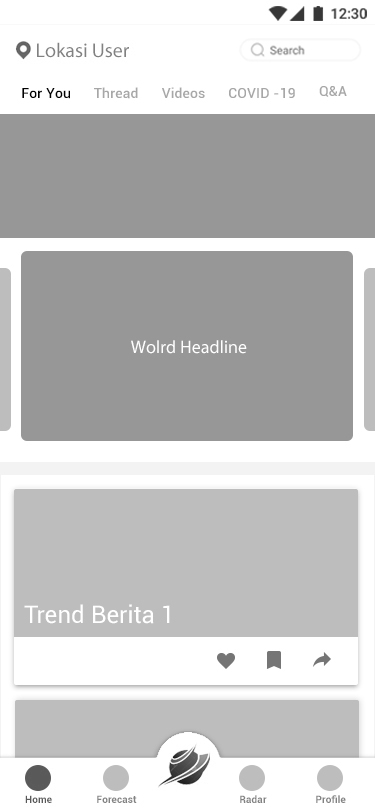 12:30
Lokasi User
Search
For You Thread Videos COVID -19 Q&A
Wolrd Headline
Trend Berita 1
Home Forecast Radar Profile